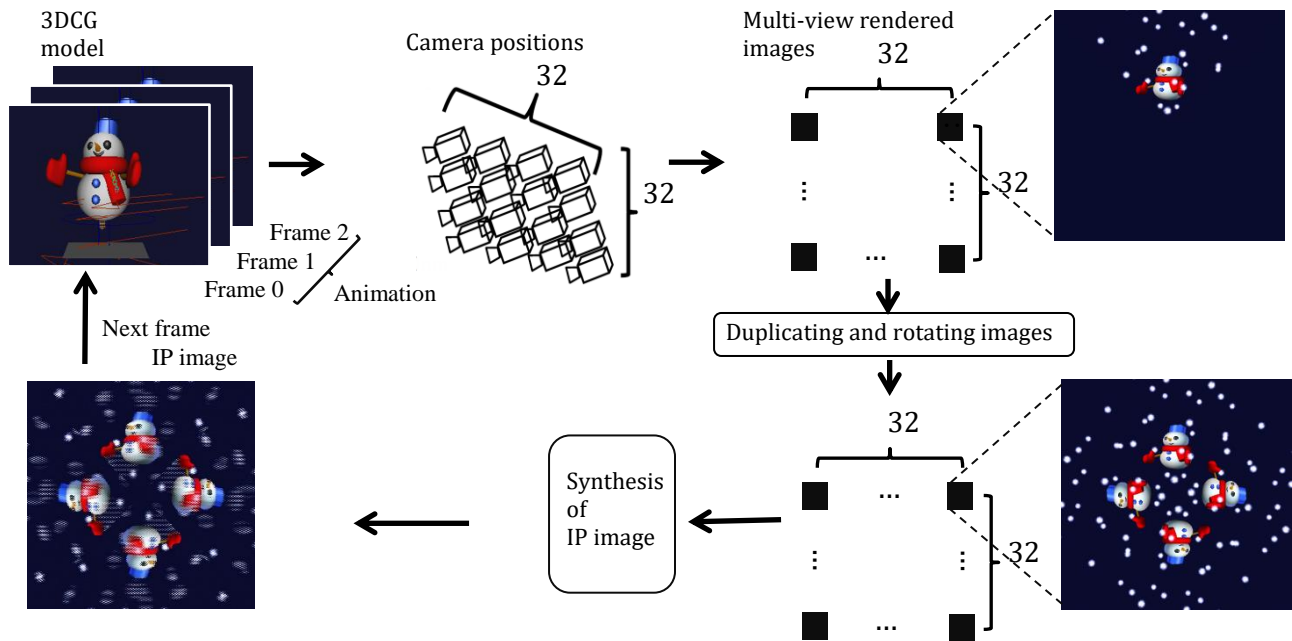 3DCG
model
Camera positions
32
32
Multi-view rendered
images
32
...
...
...
32
Frame 2
Frame 1
Frame 0
Animation
Next frame
IP image
Duplicating and rotating images
32
...
...
...
...
32
Synthesis
of
IP image